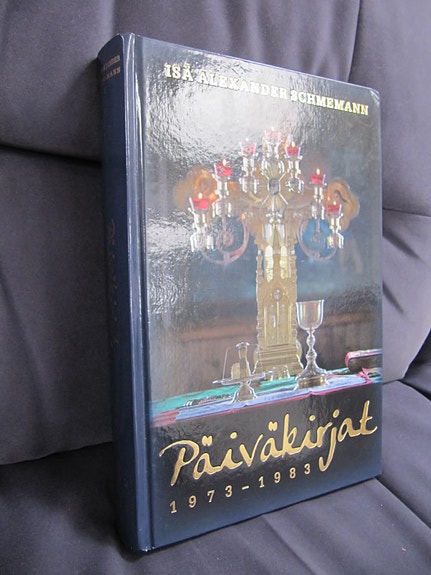 ISÄ ALEXANDER SCHMEMANN
Päiväkirjat
1973–1983